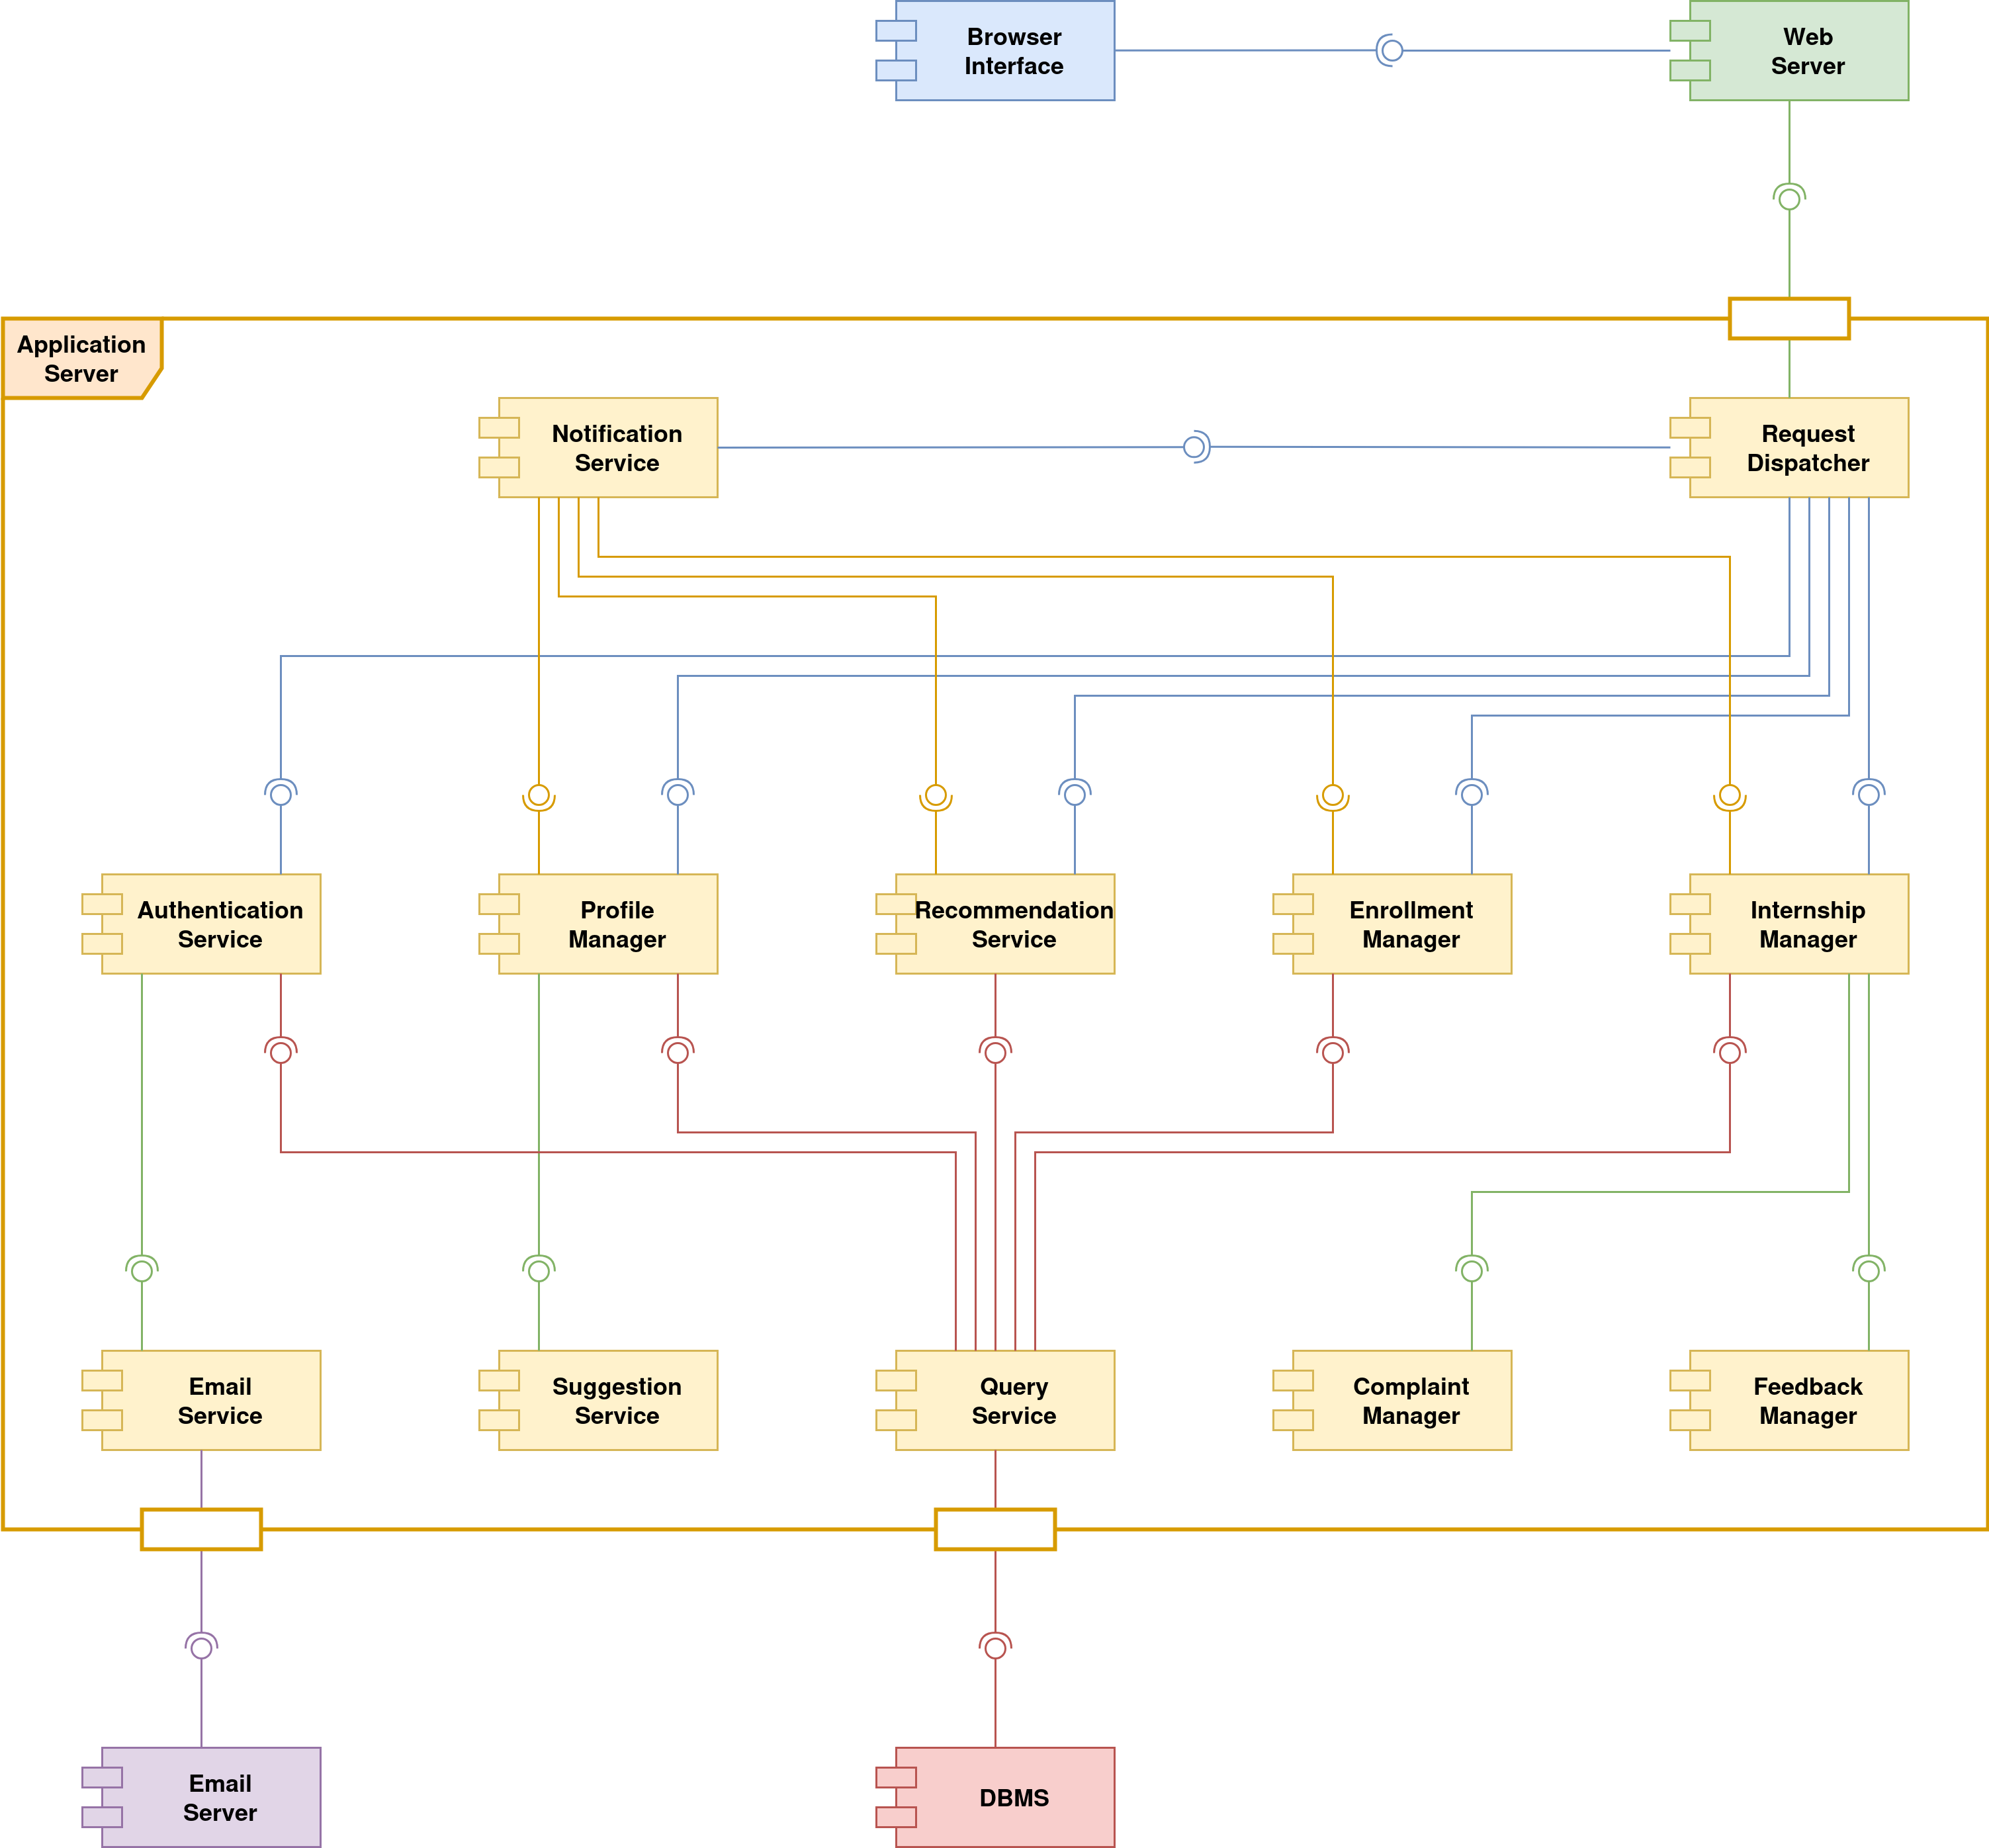 Browser
Interface
Web
Server
Application
Server
Notification
Service
Request
Dispatcher
Authentication
Service
Profile
Manager
Recommendation
Service
Enrollment
Manager
Internship
Manager
Email
Service
Suggestion
Service
Query
Service
Complaint
Manager
Feedback
Manager
Email
Server
DBMS